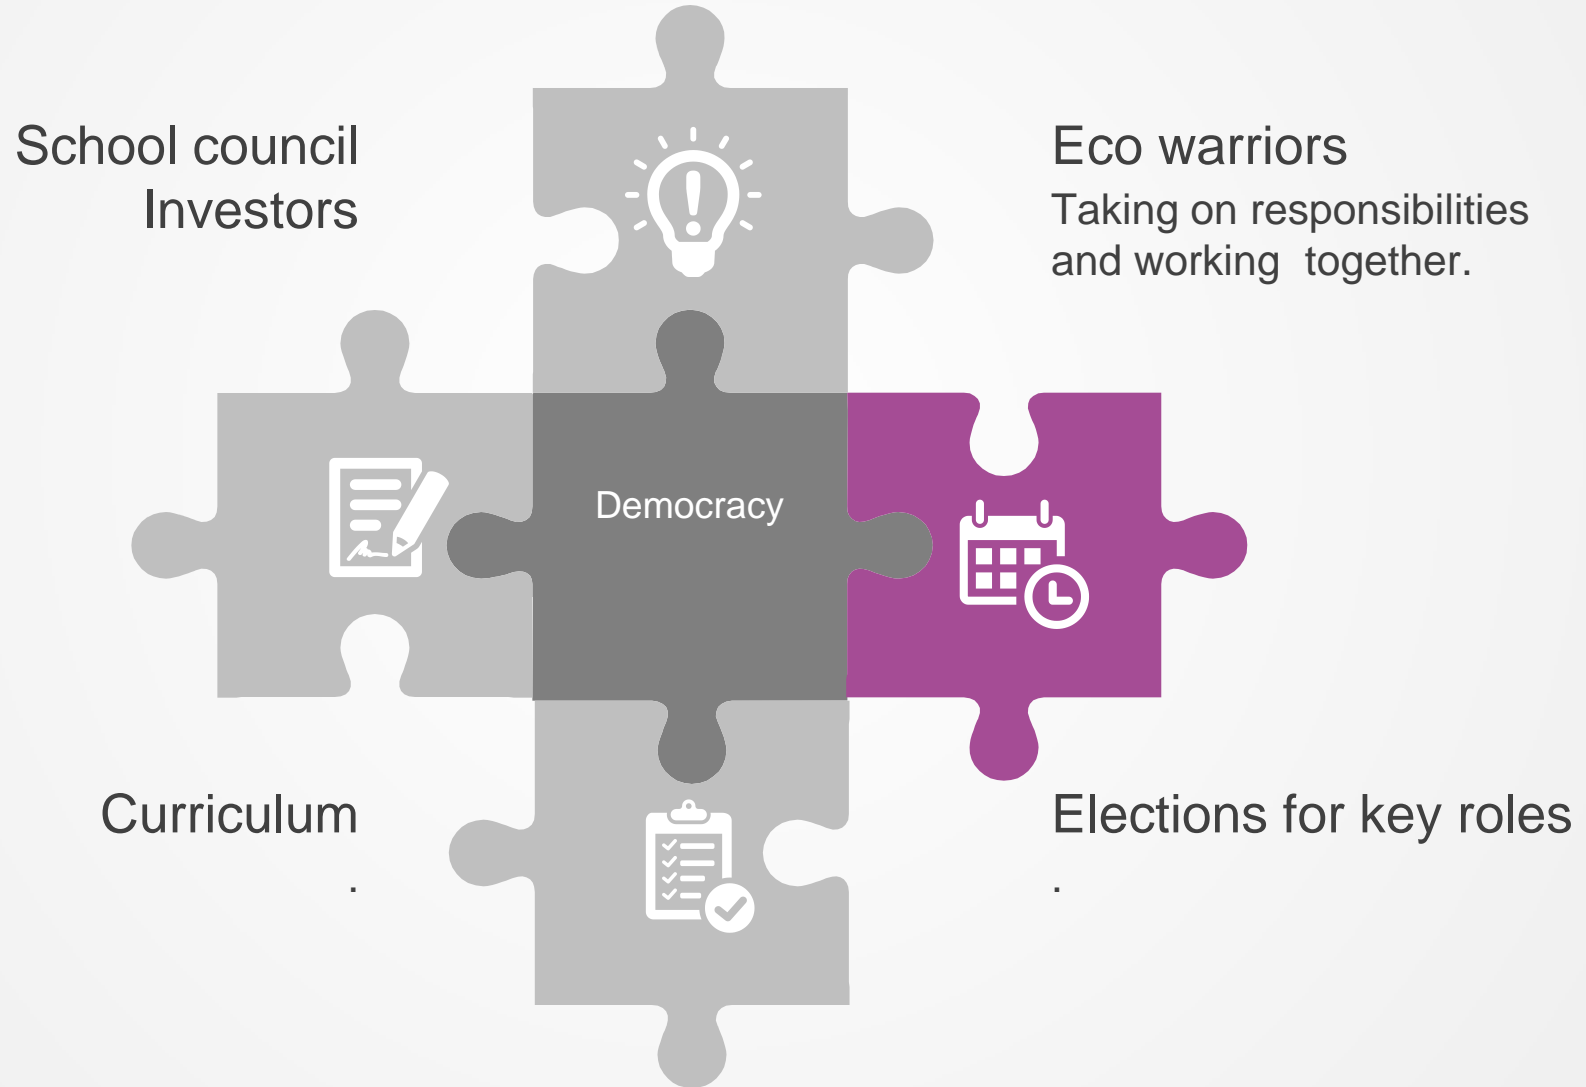 School council
Investors
Eco warriors
Taking on responsibilities
and working  together.
Democracy
Curriculum
.
Elections for key roles
.